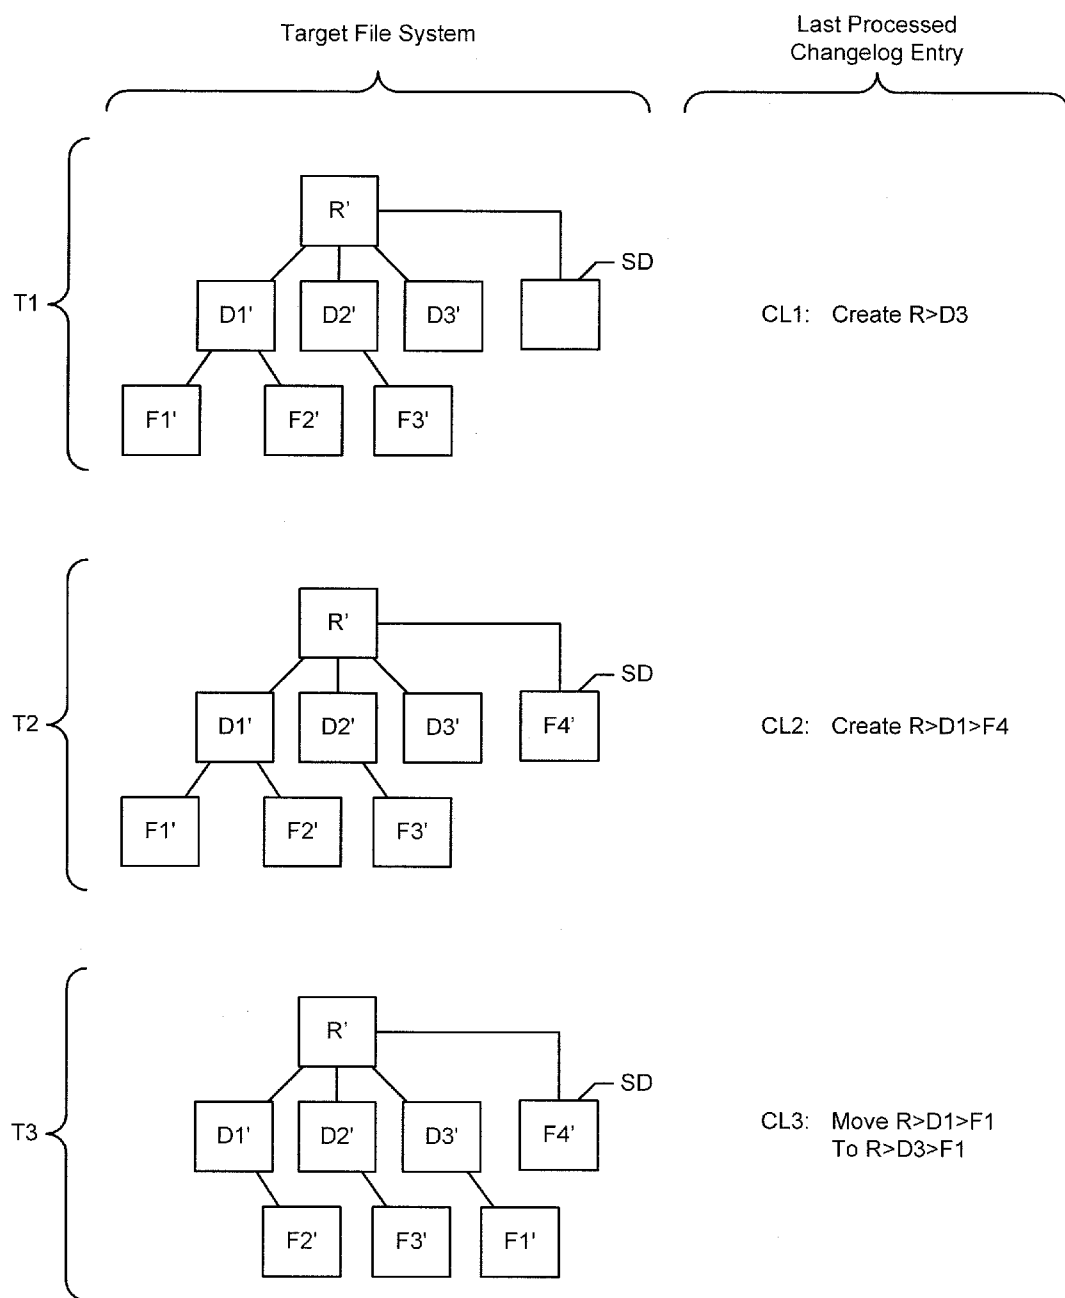 Target File System
Last Processed
Changelog Entry
T1
R'
SD
D1'
D2'
D3'
CL1: Create R>D3
F1'
F2'
F3'
T2
R'
SD
D1'
D2'
D3'
F4'
CL2: Create R>D1>F4
F1'
F2'
F3'
T3
R'
SD
D1'
D2'
D3'
F4'
CL3: Move R>D1>F1
To R>D3>F1
F2'
F3'
F1'